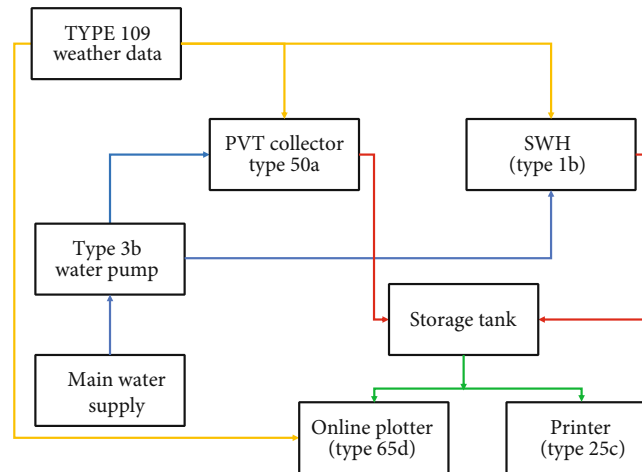 TYPE 109
weather data
PVT collector
type 50a
SWH
(type 1b)
Type 3b
water pump
Storage tank
Main water
supply
Online plotter
(type 65d)
Printer
(type 25c)